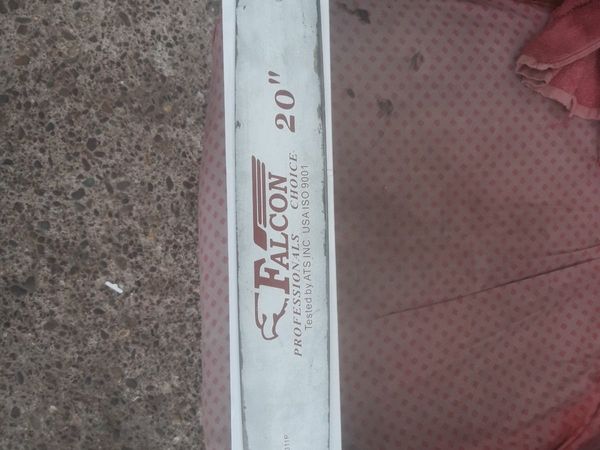 FALCON 20"
PROFESSIONALS CHOICE
Tested by ATS INC USA ISO 9001